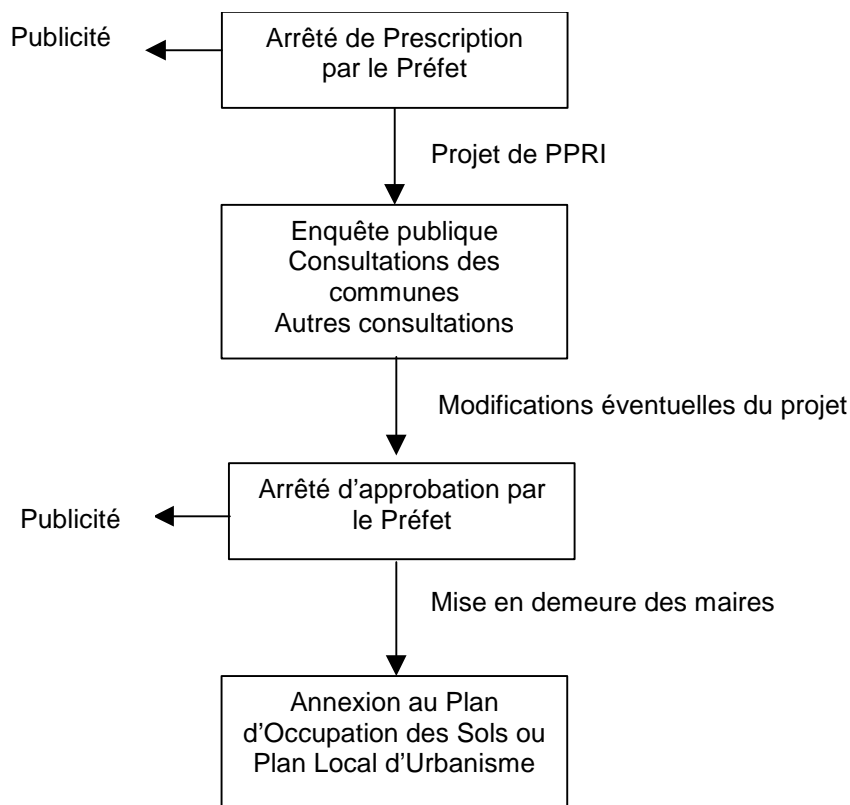 Publicité
Arrêté de Prescription
par le Préfet
Projet de PPRI
Enquête publique
Consultations des
communes
Autres consultations
Modifications éventuelles du projet
Publicité
Arrêté d’approbation par
le Préfet
Mise en demeure des maires
Annexion au Plan
d’Occupation des Sols ou
Plan Local d’Urbanisme